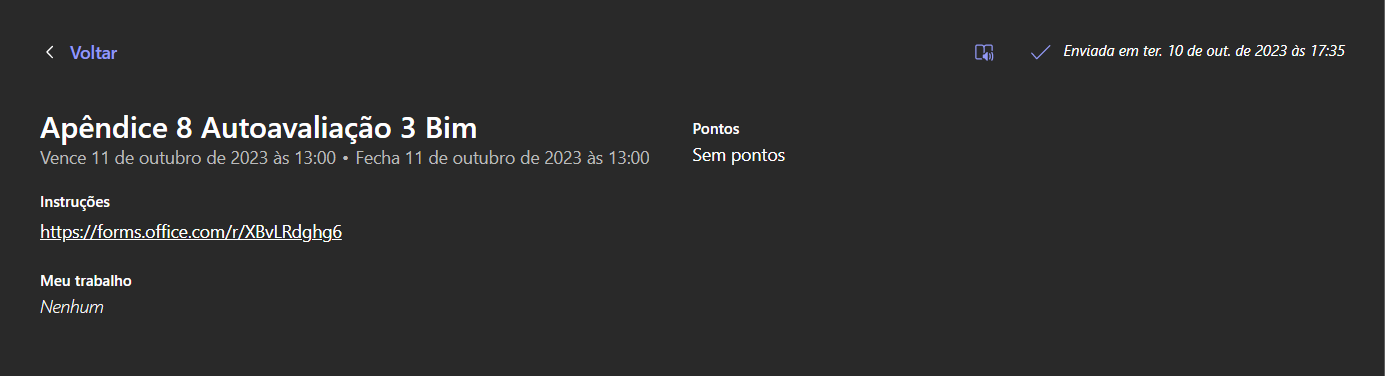 Voltar
Enviada em ter. 10 de out. de 2023 às 17:35
Apêndice 8 Autoavaliação 3 Bim
Vence 11 de outubro de 2023 às 13:00 • Fecha 11 de outubro de 2023 às 13:00
Pontos
Sem pontos
Instruções
https://forms.office.com/r/XBvLRdghg6
Meu trabalho
Nenhum